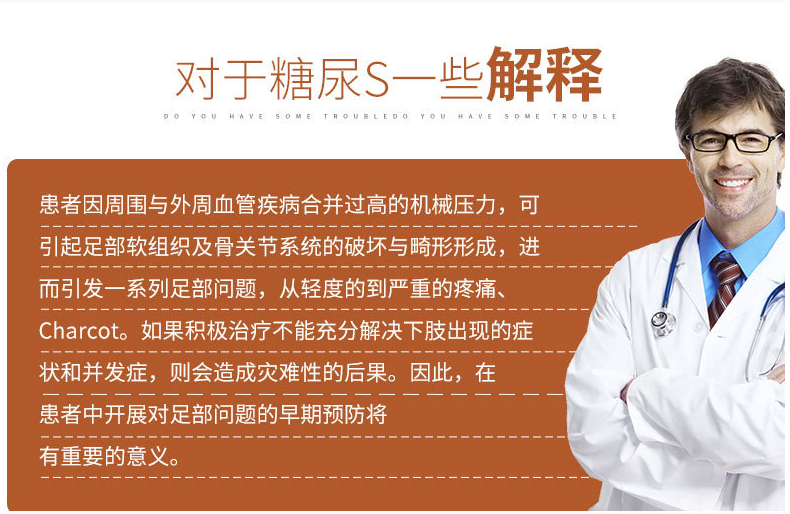 对于糖尿S一些解释
DO YOU HAVE SOME TROUBLEDO YOU HAVE SOME TROUBLE
患者因周围与外周血管疾病合并过高的机械压力，可
引起足部软组织及骨关节系统的破坏与畸形形成，进
而引发一系列足部问题，从轻度的到严重的疼痛、
Charcot。如果积极治疗不能充分解决下肢出现的症
状和并发症，则会造成灾难性的后果。因此，在
患者中开展对足部问题的早期预防将
有重要的意义。